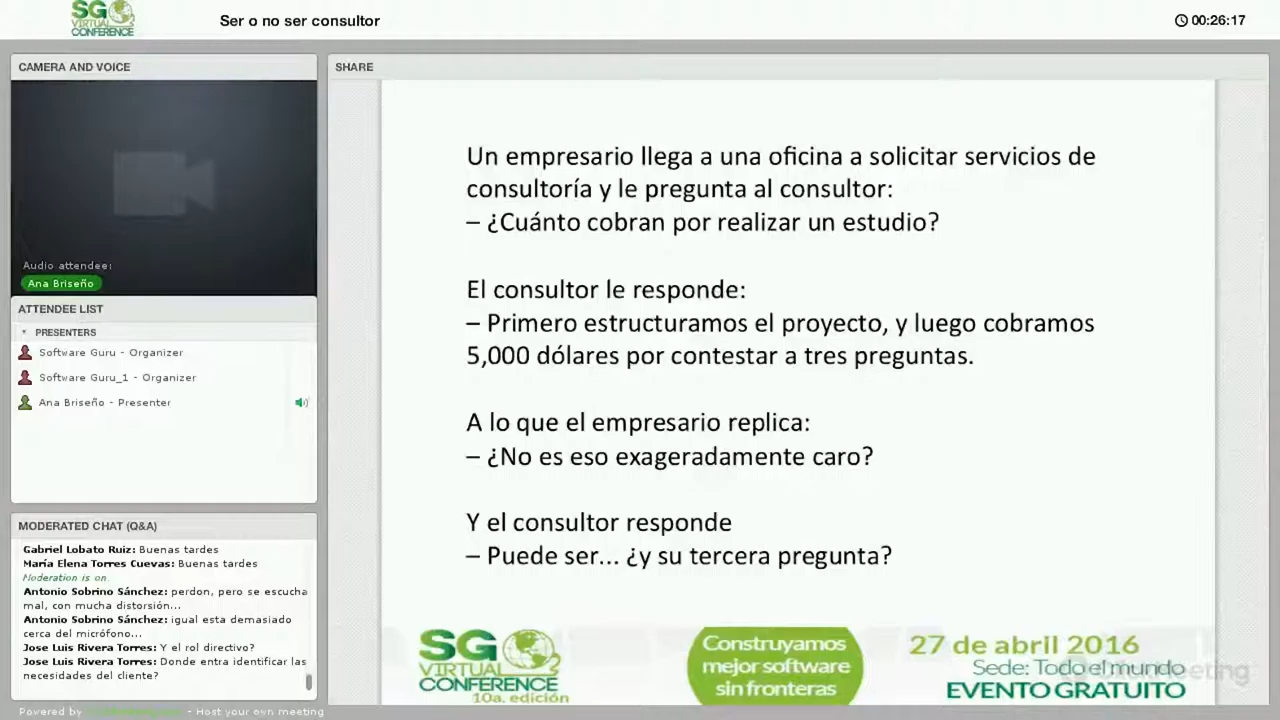 SG
VIRTUAL
CONFERENCE
Ser o no ser consultor
00:26:17
CAMERA AND VOICE
SHARE
Audio attendee:
Ana Briseño
ATTENDEE LIST
PRESENTERS
Software Guru - Organizer
Software Guru_1 - Organizer
Ana Briseño - Presenter
MODERATED CHAT (Q&A)
Gabriel Lobato Ruiz: Buenas tardes
María Elena Torres Cuevas: Buenas tardes
Moderation is on
Antonio Sobrino Sánchez: perdon, pero se escucha
mal, con mucha distorsión...
Antonio Sobrino Sánchez: igual esta demasiado
cerca del micrófono...
Jose Luis Rivera Torres: Y el rol directivo?
Jose Luis Rivera Torres: Donde entra identificar las
necesidades del cliente?
Powered by
- Host your own meeting
Un empresario llega a una oficina a solicitar servicios de
consultoría y le pregunta al consultor:
– ¿Cuánto cobran por realizar un estudio?
El consultor le responde:
– Primero estructuramos el proyecto, y luego cobramos
5,000 dólares por contestar a tres preguntas.
A lo que el empresario replica:
– ¿No es eso exageradamente caro?
Y el consultor responde
– Puede ser... ¿y su tercera pregunta?
SG
VIRTUAL
CONFERENCE
10a. edición
Construyamos
mejor software
sin fronteras
27 de abril 2016
Sede: Todo el mundo
EVENTO GRATUITO